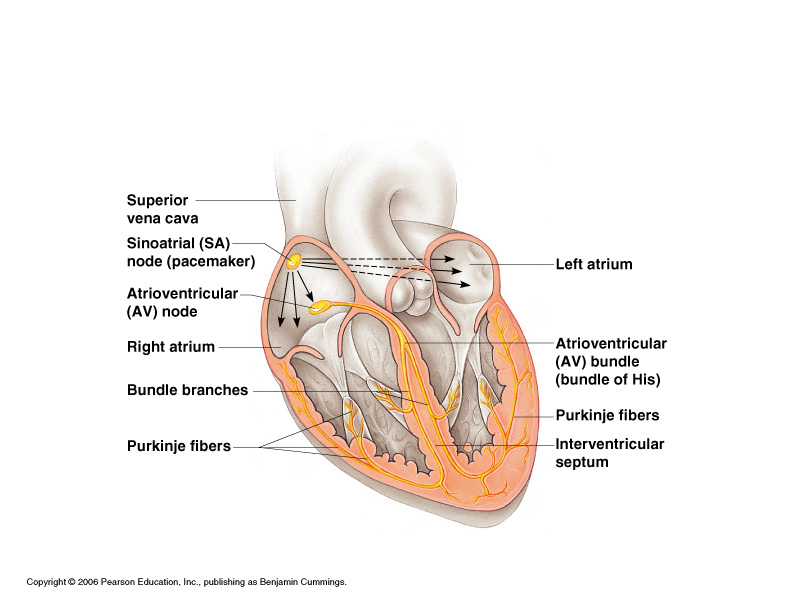 Superior
vena cava
Sinoatrial (SA)
node (pacemaker)
Atrioventricular
(AV) node
Right atrium
Bundle branches
Purkinje fibers
Left atrium
Atrioventricular
(AV) bundle
(bundle of His)
Purkinje fibers
Interventricular
septum
Copyright © 2006 Pearson Education, Inc., publishing as Benjamin Cummings.